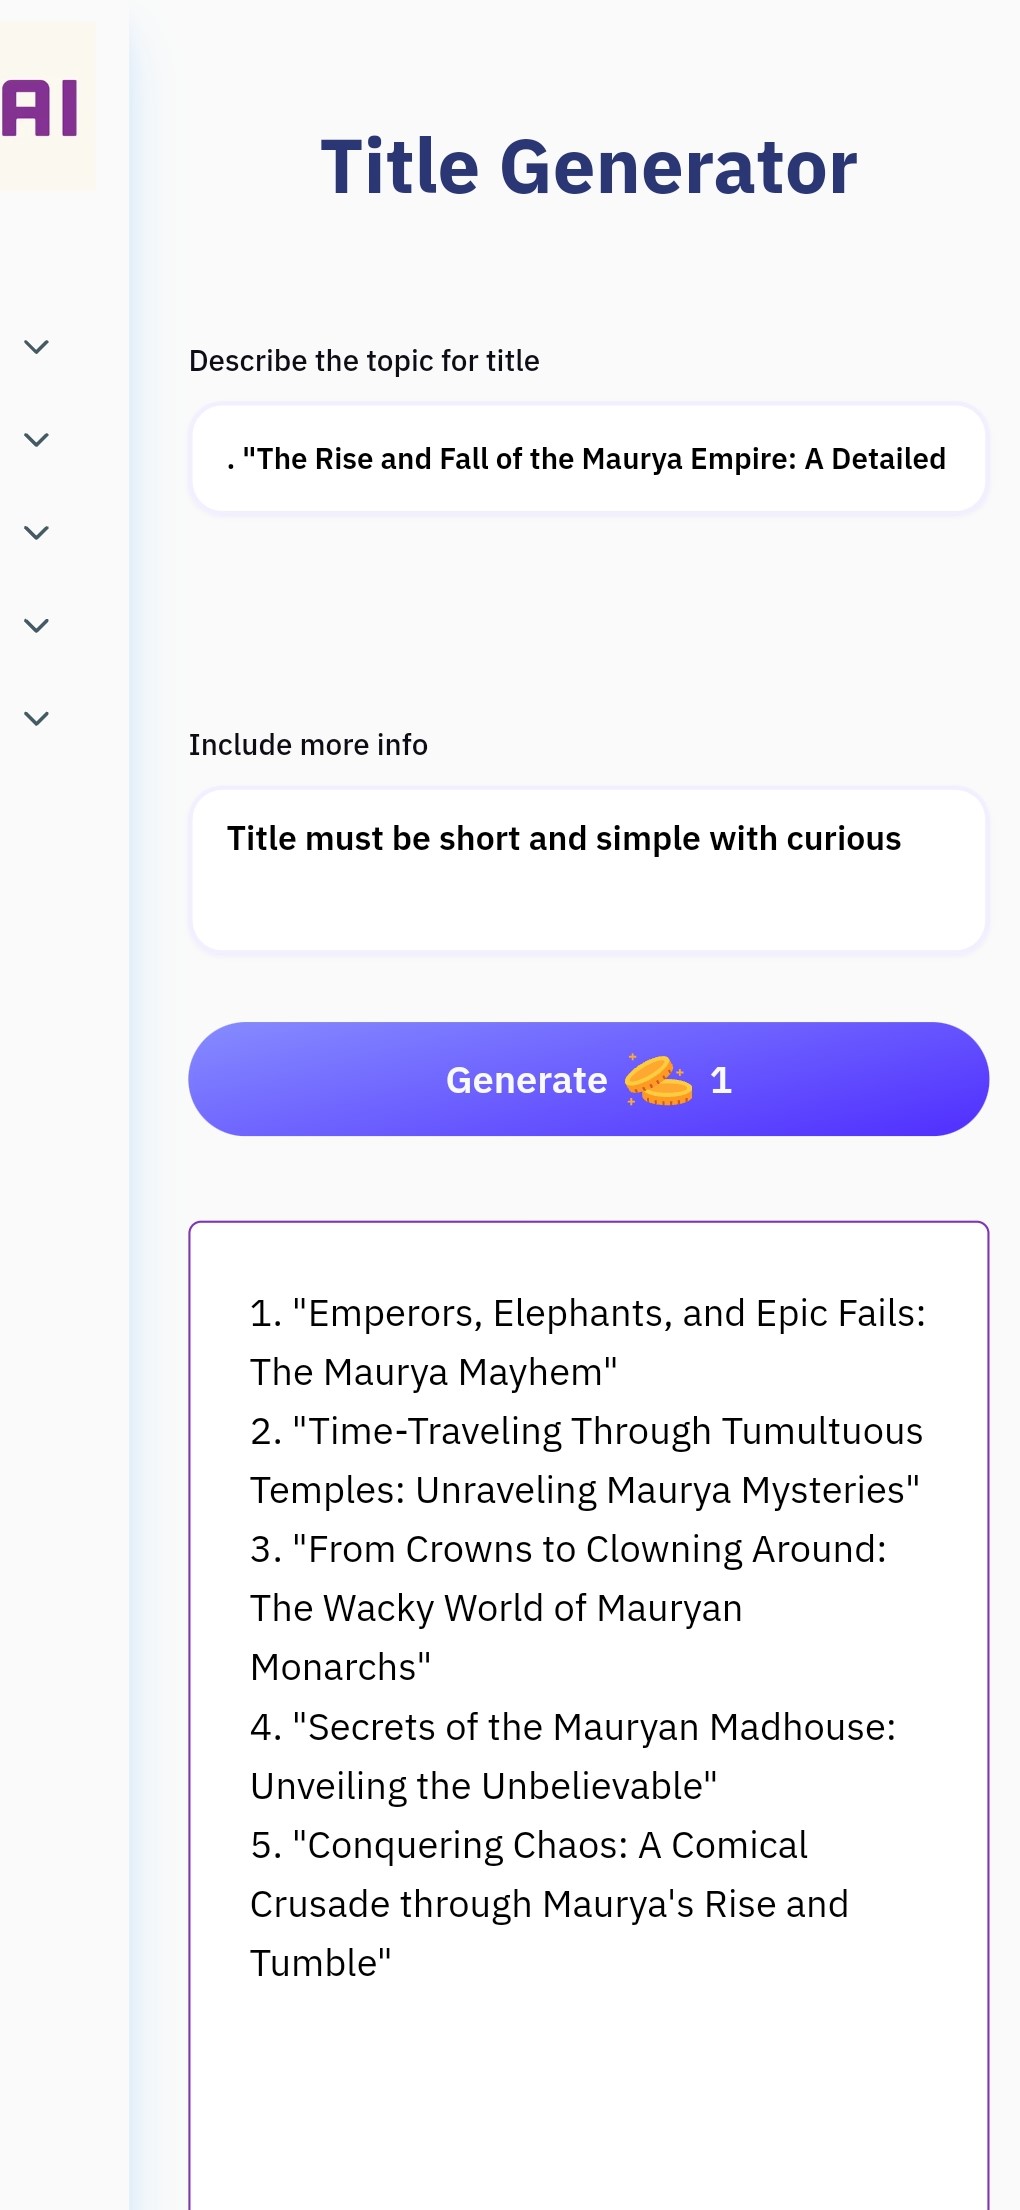 AI
Title Generator
Describe the topic for title
. "The Rise and Fall of the Maurya Empire: A Detailed
Include more info
Title must be short and simple with curious
Generate 1
1. "Emperors, Elephants, and Epic Fails:
The Maurya Mayhem"
2. "Time-Traveling Through Tumultuous
Temples: Unraveling Maurya Mysteries"
3. "From Crowns to Clowning Around:
The Wacky World of Mauryan
Monarchs"
4. "Secrets of the Mauryan Madhouse:
Unveiling the Unbelievable"
5. "Conquering Chaos: A Comical
Crusade through Maurya's Rise and
Tumble"